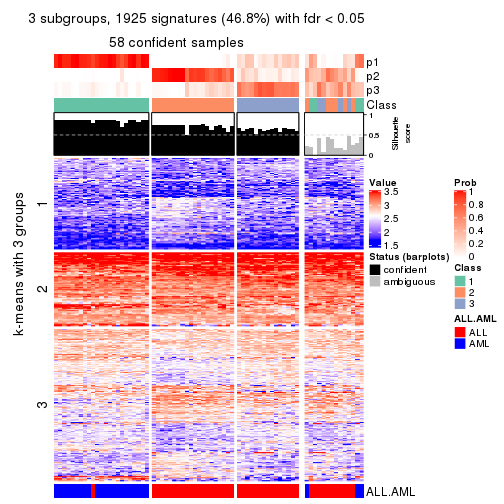 3 subgroups, 1925 signatures (46.8%) with fdr < 0.05
58 confident samples
p1
p2
p3
Class
1
0.5
0
Silhouette
score
k-means with 3 groups
1
2
3
ALL.AML
Value
3.5
3
2.5
2
1.5
Status (barplots)
confident
ambiguous
Prob
1
0.8
0.6
0.4
0.2
0
Class
1
2
3
ALL.AML
ALL
AML